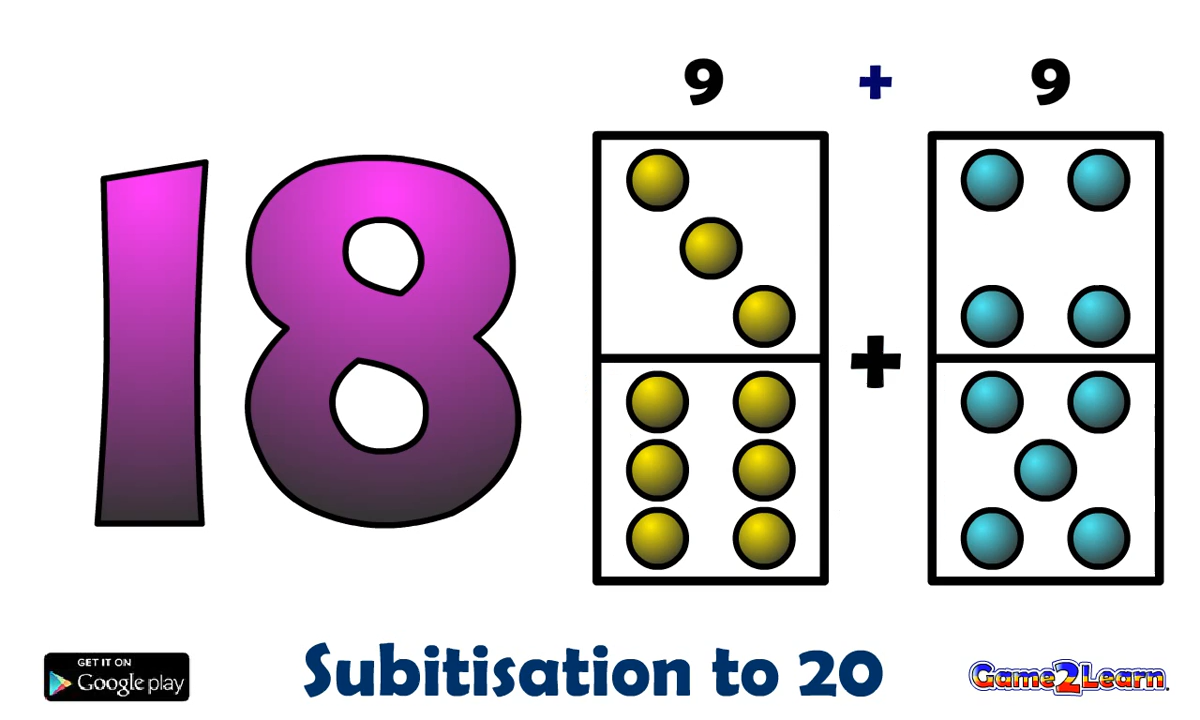 9 + 9
18
+
Subitisation to 20
GET IT ON
Google play
Game2Learn